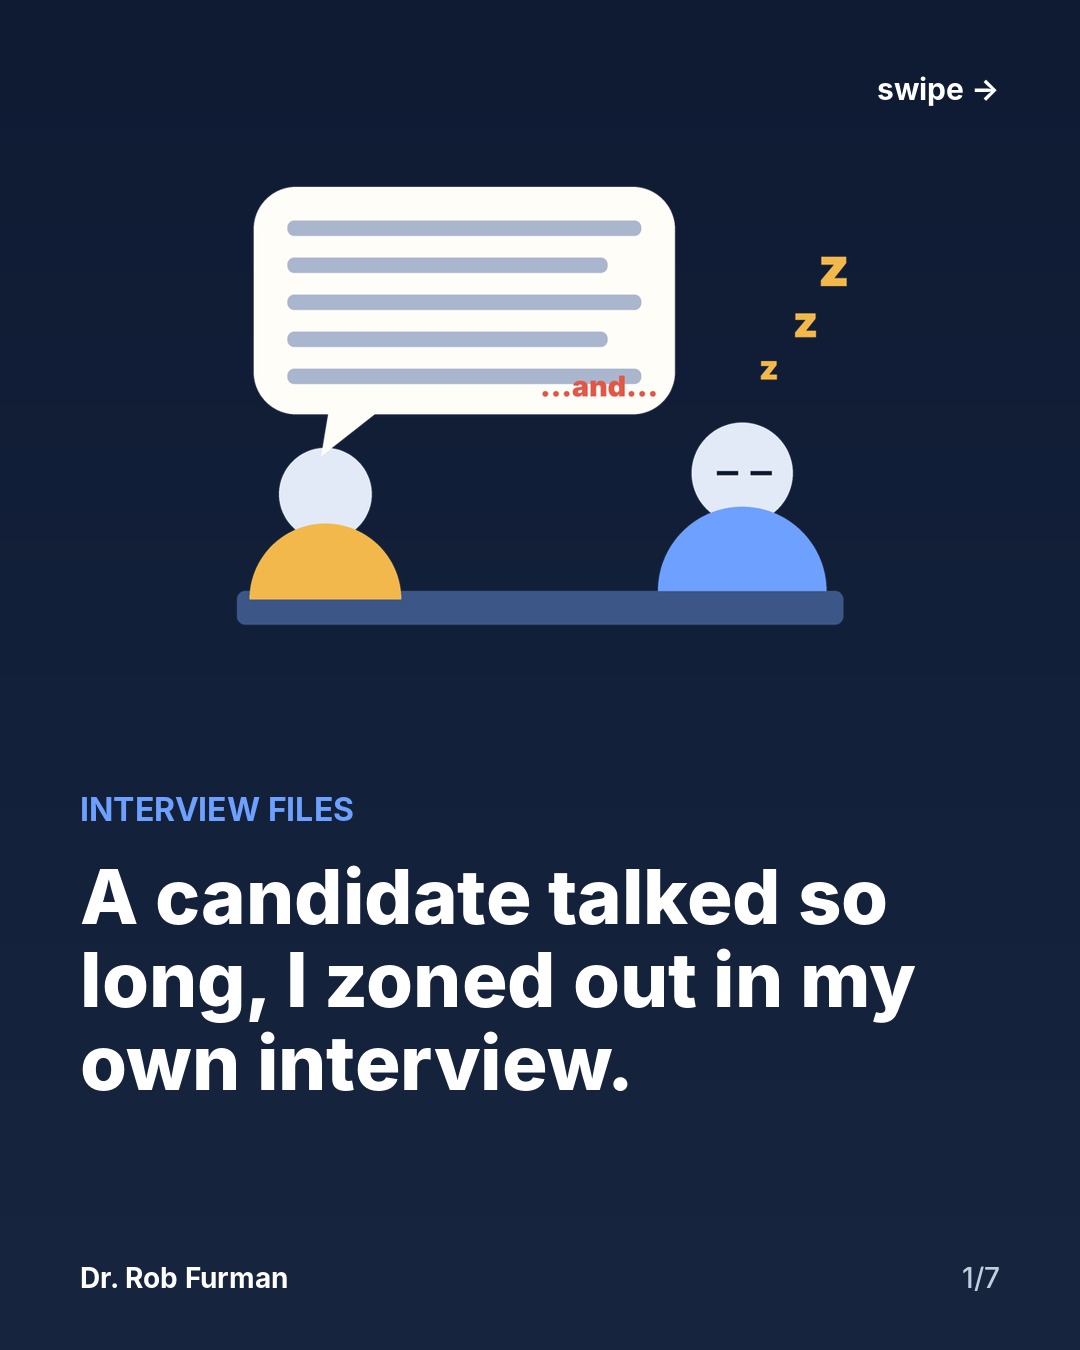 swipe →
z
z
z
...and...
INTERVIEW FILES
A candidate talked so
long, I zoned out in my
own interview.
Dr. Rob Furman
1/7